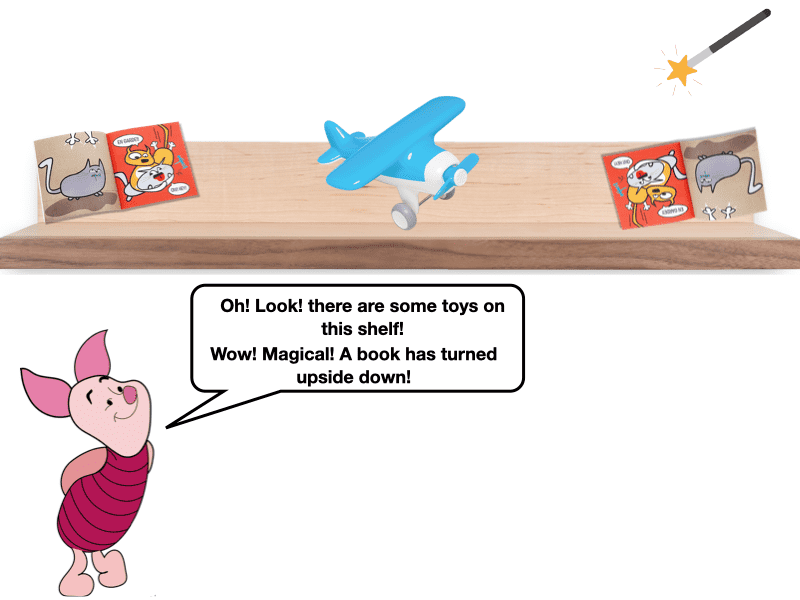 Oh! Look! there are some toys on
this shelf!
Wow! Magical! A book has turned
upside down!